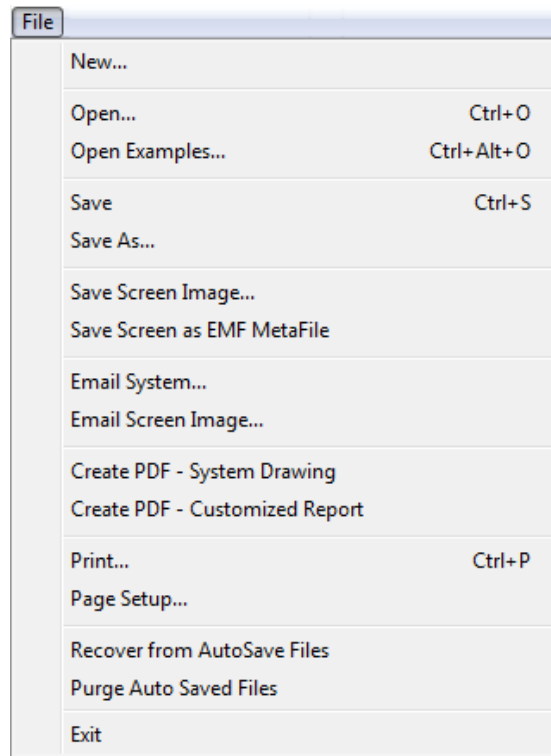 File
New...
Open... Ctrl+O
Open Examples... Ctrl+Alt+O
Save Ctrl+S
Save As...
Save Screen Image...
Save Screen as EMF MetaFile
Email System...
Email Screen Image...
Create PDF - System Drawing
Create PDF - Customized Report
Print... Ctrl+P
Page Setup...
Recover from AutoSave Files
Purge Auto Saved Files
Exit